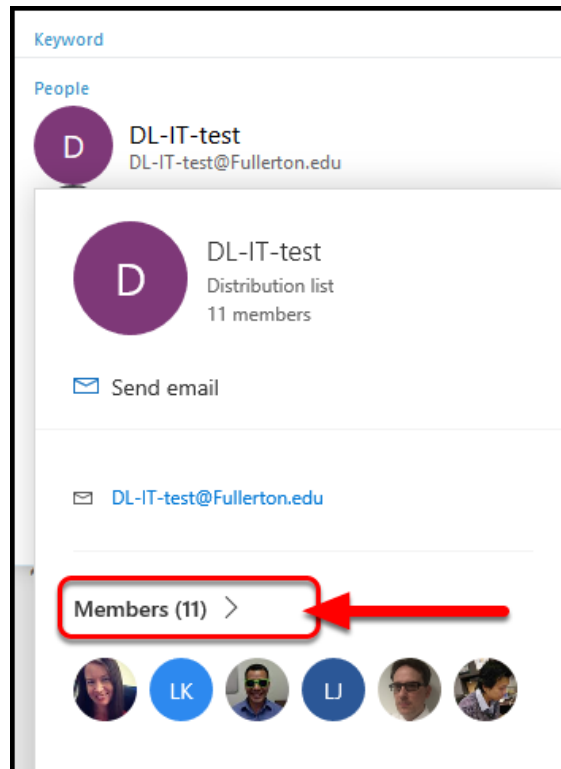 Keyword
People
D
DL-IT-test
DL-IT-test@Fullerton.edu
D
DL-IT-test
Distribution list
11 members
Send email
DL-IT-test@Fullerton.edu
Members (11)
LK
LJ